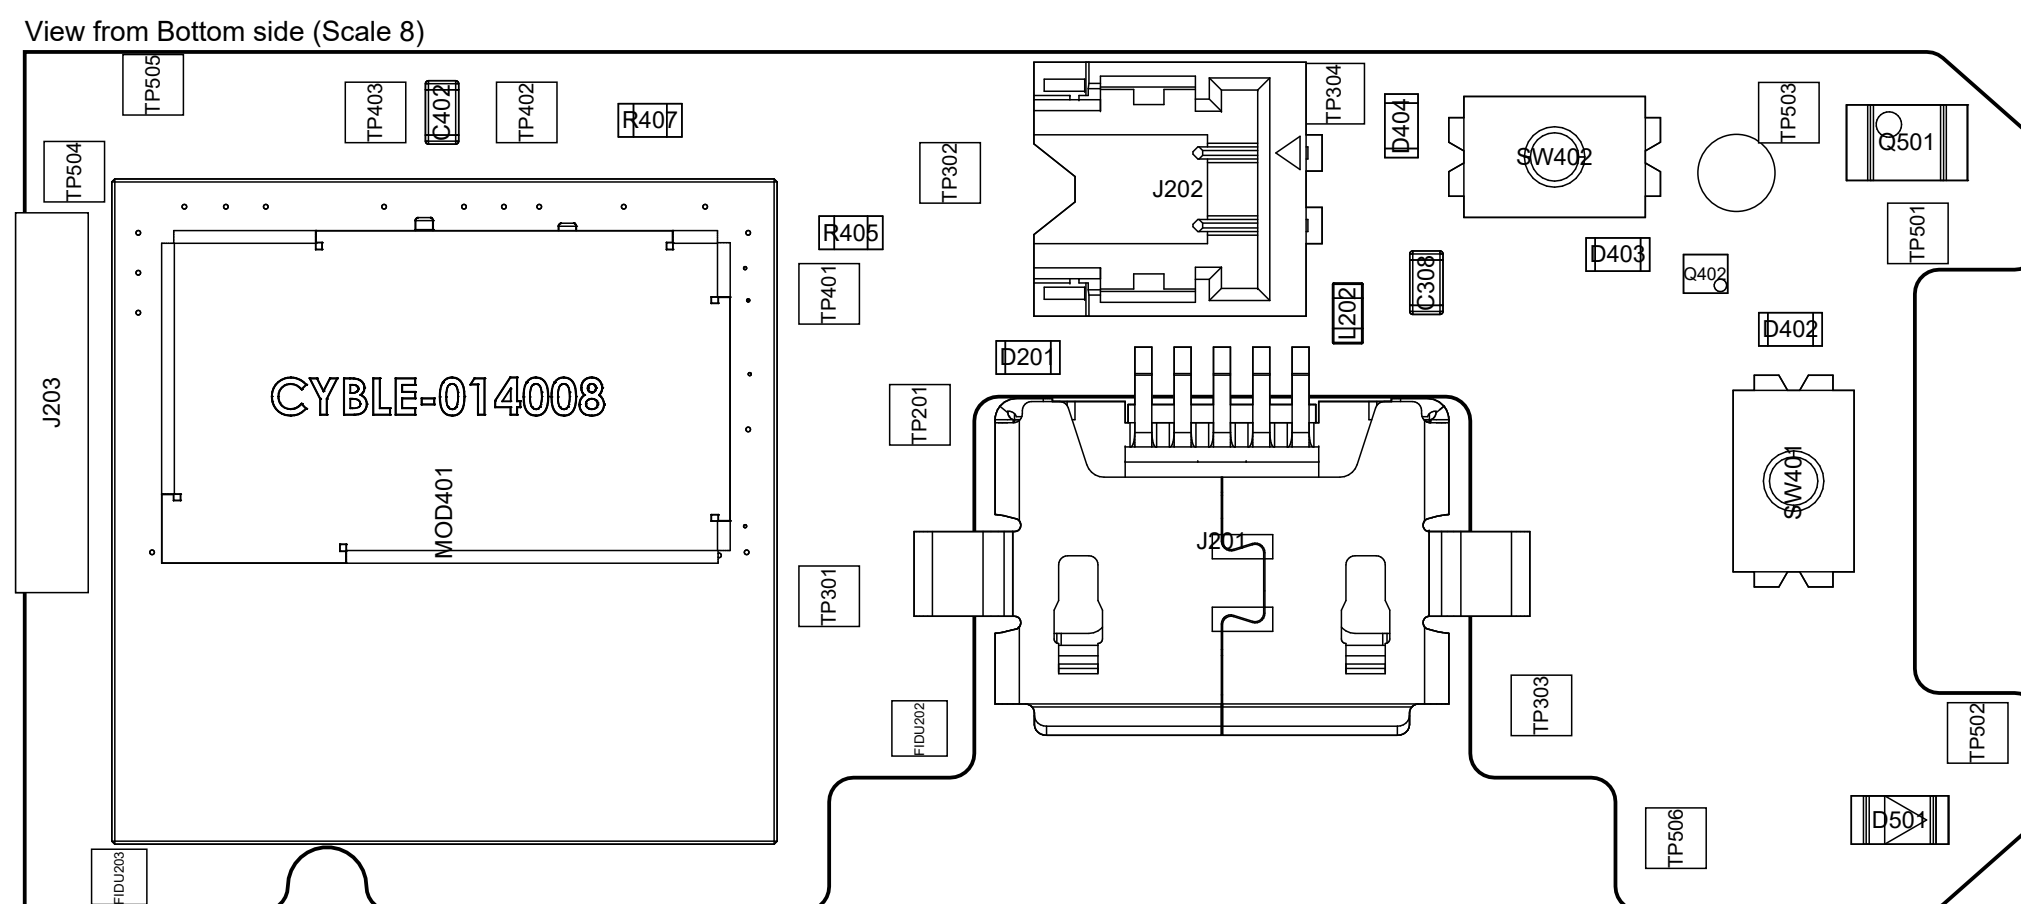 View from Bottom side (Scale 8)
TP505
TP403
C402
TP402
R407
TP304
D404
TP503
Q501
TP504
TP302
J202
SW402
R405
TP501
D403
Q402
TP401
C308
L202
D402
D201
J203
CYBLE-014008
TP201
MOD401
SW401
J201
TP301
TP303
FIDU202
TP502
D501
TP506
FIDU203